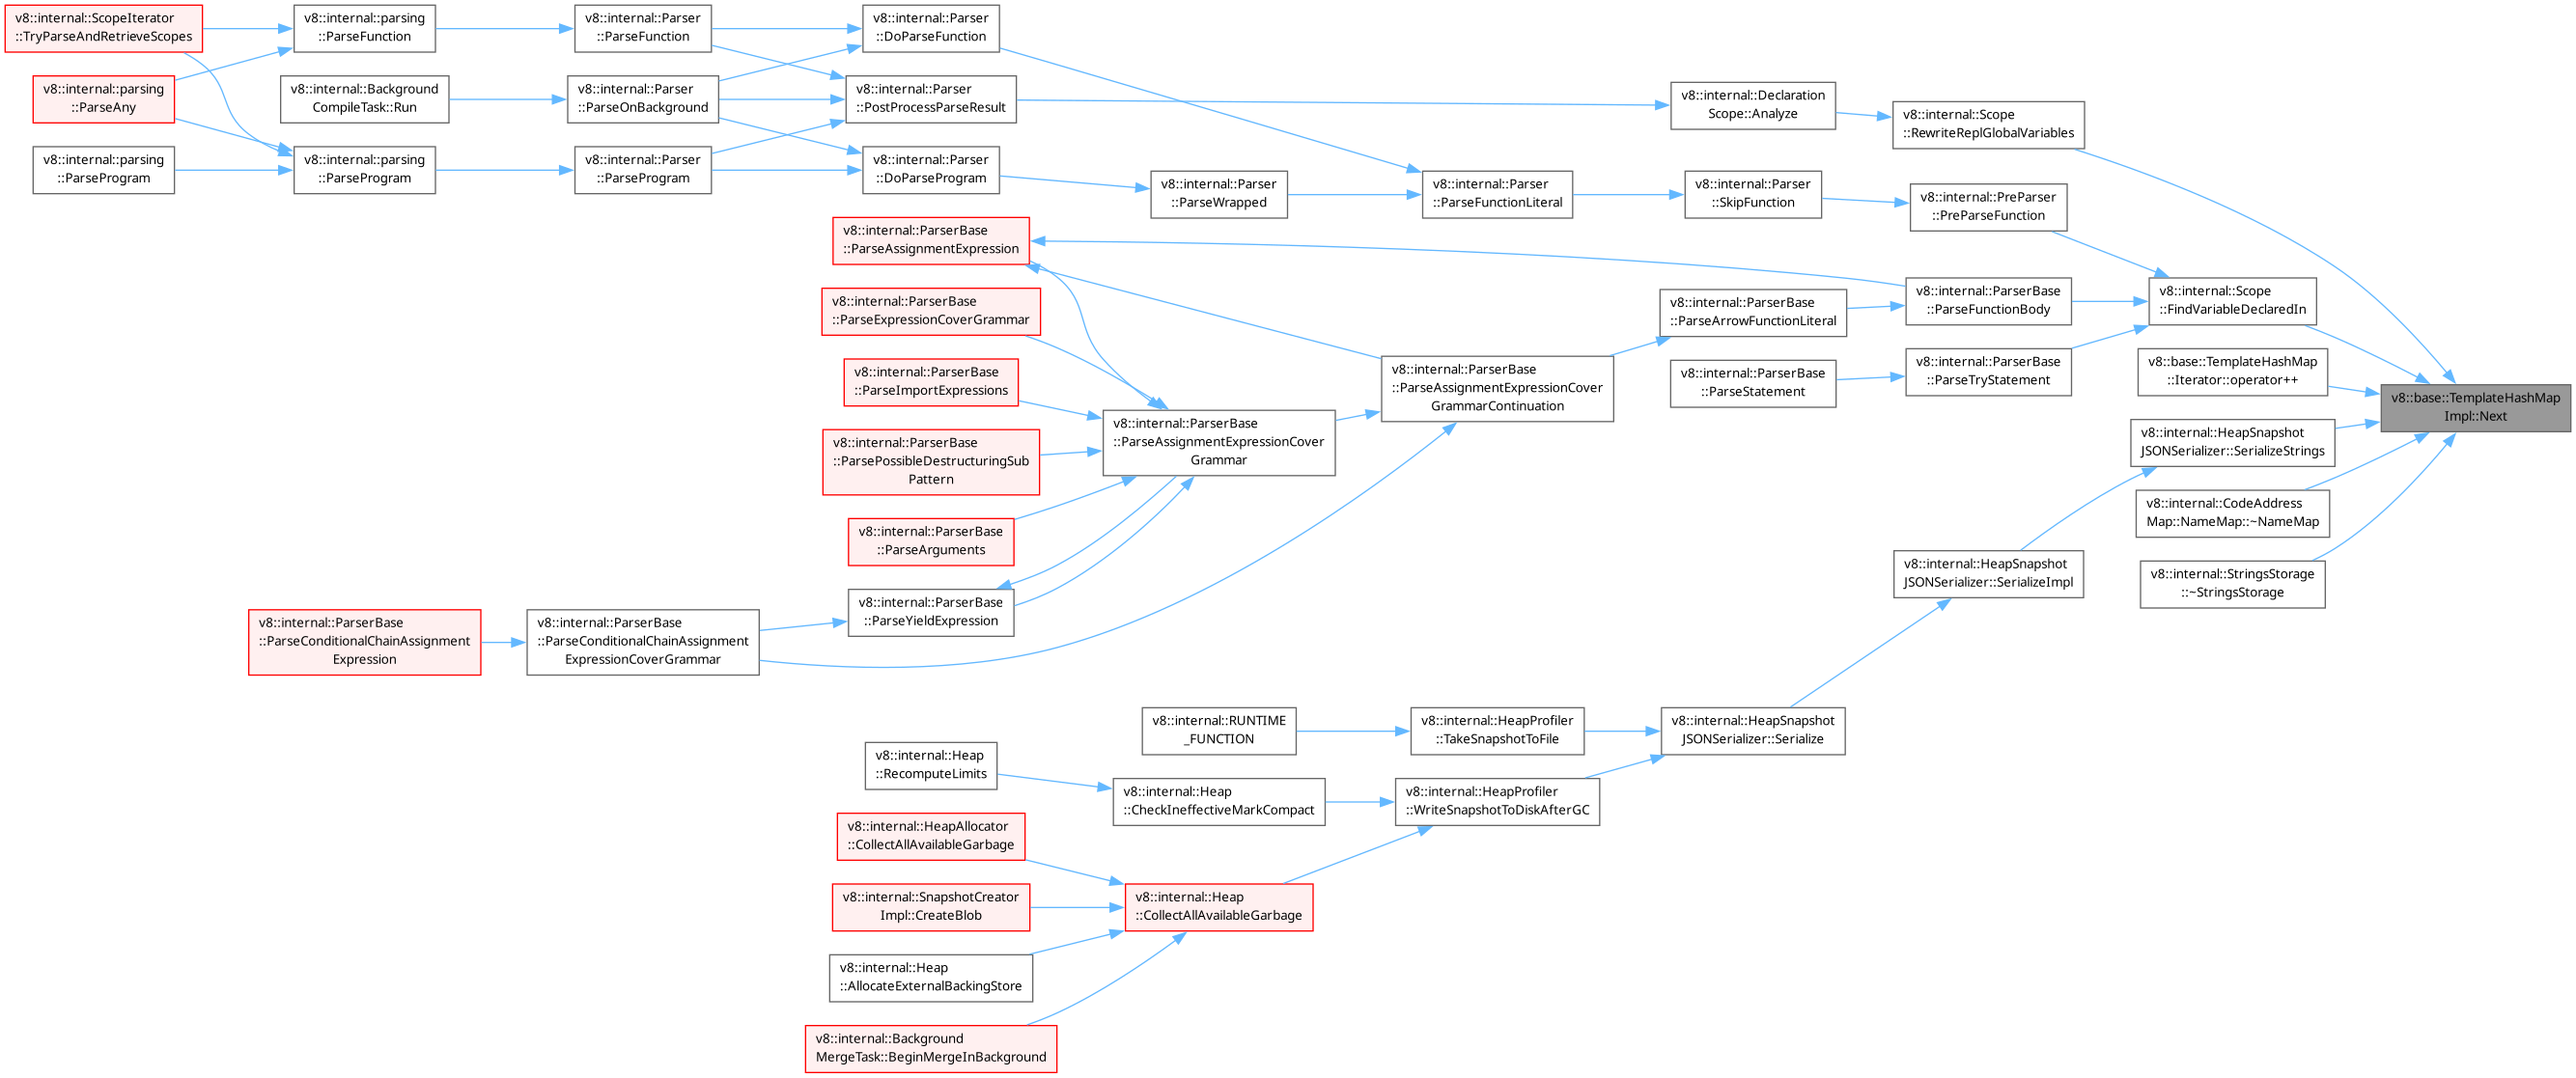 v8::internal::ScopeIterator
::TryParseAndRetrieveScopes
v8::internal::parsing
::ParseFunction
v8::internal::Parser
::ParseFunction
v8::internal::Parser
::DoParseFunction
v8::internal::parsing
::ParseAny
v8::internal::Background
CompileTask::Run
v8::internal::Parser
::ParseOnBackground
v8::internal::Parser
::PostProcessParseResult
v8::internal::Declaration
Scope::Analyze
v8::internal::Scope
::RewriteReplGlobalVariables
v8::internal::parsing
::ParseProgram
v8::internal::parsing
::ParseProgram
v8::internal::Parser
::ParseProgram
v8::internal::Parser
::DoParseProgram
v8::internal::Parser
::ParseWrapped
v8::internal::Parser
::ParseFunctionLiteral
v8::internal::Parser
::SkipFunction
v8::internal::PreParser
::PreParseFunction
v8::internal::ParserBase
::ParseAssignmentExpression
v8::internal::ParserBase
::ParseExpressionCoverGrammar
v8::internal::ParserBase
::ParseArrowFunctionLiteral
v8::internal::ParserBase
::ParseFunctionBody
v8::internal::Scope
::FindVariableDeclaredIn
v8::internal::ParserBase
::ParseImportExpressions
v8::internal::ParserBase
::ParseAssignmentExpressionCover
GrammarContinuation
v8::internal::ParserBase
::ParseStatement
v8::internal::ParserBase
::ParseTryStatement
v8::base::TemplateHashMap
::Iterator::operator++
v8::base::TemplateHashMap
Impl::Next
v8::internal::ParserBase
::ParsePossibleDestructuringSub
Pattern
v8::internal::ParserBase
::ParseAssignmentExpressionCover
Grammar
v8::internal::HeapSnapshot
JSONSerializer::SerializeStrings
v8::internal::CodeAddress
Map::NameMap::~NameMap
v8::internal::ParserBase
::ParseArguments
v8::internal::HeapSnapshot
JSONSerializer::SerializeImpl
v8::internal::StringsStorage
::~StringsStorage
v8::internal::ParserBase
::ParseConditionalChainAssignment
Expression
v8::internal::ParserBase
::ParseConditionalChainAssignment
ExpressionCoverGrammar
v8::internal::ParserBase
::ParseYieldExpression
v8::internal::RUNTIME
_FUNCTION
v8::internal::HeapProfiler
::TakeSnapshotToFile
v8::internal::HeapSnapshot
JSONSerializer::Serialize
v8::internal::Heap
::RecomputeLimits
v8::internal::Heap
::CheckIneffectiveMarkCompact
v8::internal::HeapProfiler
::WriteSnapshotToDiskAfterGC
v8::internal::HeapAllocator
::CollectAllAvailableGarbage
v8::internal::SnapshotCreator
Impl::CreateBlob
v8::internal::Heap
::CollectAllAvailableGarbage
v8::internal::Heap
::AllocateExternalBackingStore
v8::internal::Background
MergeTask::BeginMergeInBackground